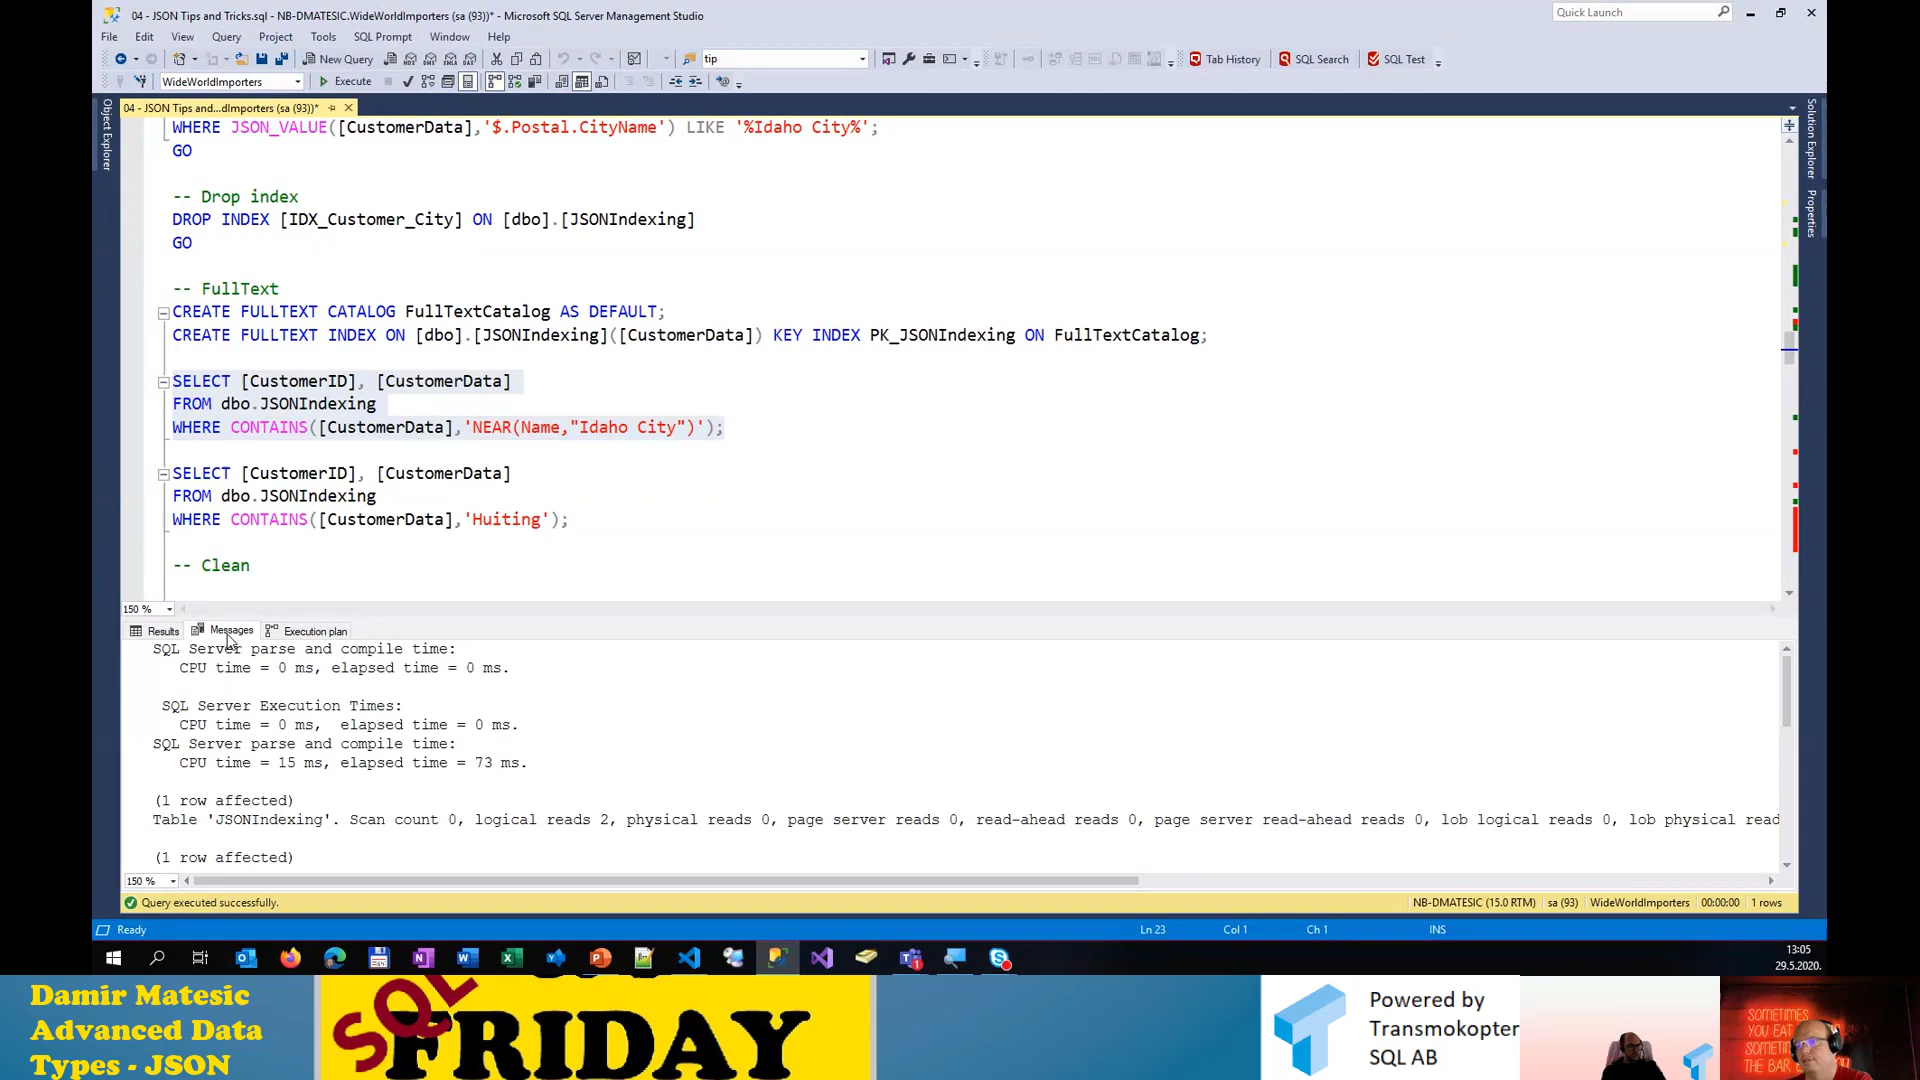 04 - JSON Tips and Tricks.sql - NB-DMATESIC.WideWorldImporters (sa (93))* - Microsoft SQL Server Management Studio
Quick Launch
File Edit View Query Project Tools SQL Prompt Window Help
New Query
tip
Tab History
SQL Search
SQL Test
WideWorldImporters
Execute
Object Explorer
04 - JSON Tips and...dImporters (sa (93))*
Solution Explorer
Properties
WHERE JSON_VALUE([CustomerData],'$.Postal.CityName') LIKE '%Idaho City%';
GO
-- Drop index
DROP INDEX [IDX_Customer_City] ON [dbo].[JSONIndexing]
GO
-- FullText
CREATE FULLTEXT CATALOG FullTextCatalog AS DEFAULT;
CREATE FULLTEXT INDEX ON [dbo].[JSONIndexing]([CustomerData]) KEY INDEX PK_JSONIndexing ON FullTextCatalog;
SELECT [CustomerID], [CustomerData]
FROM dbo.JSONIndexing
WHERE CONTAINS([CustomerData],'NEAR(Name,"Idaho City")');
SELECT [CustomerID], [CustomerData]
FROM dbo.JSONIndexing
WHERE CONTAINS([CustomerData],'Huiting');
-- Clean
150 %
Results Messages Execution plan
SQL Server parse and compile time:
CPU time = 0 ms, elapsed time = 0 ms.
SQL Server Execution Times:
CPU time = 0 ms, elapsed time = 0 ms.
SQL Server parse and compile time:
CPU time = 15 ms, elapsed time = 73 ms.
(1 row affected)
Table 'JSONIndexing'. Scan count 0, logical reads 2, physical reads 0, page server reads 0, read-ahead reads 0, page server read-ahead reads 0, lob logical reads 0, lob physical read
(1 row affected)
150 %
Query executed successfully.
NB-DMATESIC (15.0 RTM) sa (93) WideWorldImporters 00:00:00 1 rows
Ready
Ln 23 Col 1 Ch 1 INS
13:05
29.5.2020.
Damir Matesic
Advanced Data
Types - JSON
SQL
FRIDAY
Powered by
Transmokopter
SQL AB
SOMETIMES
YOU EAT
THE BAR